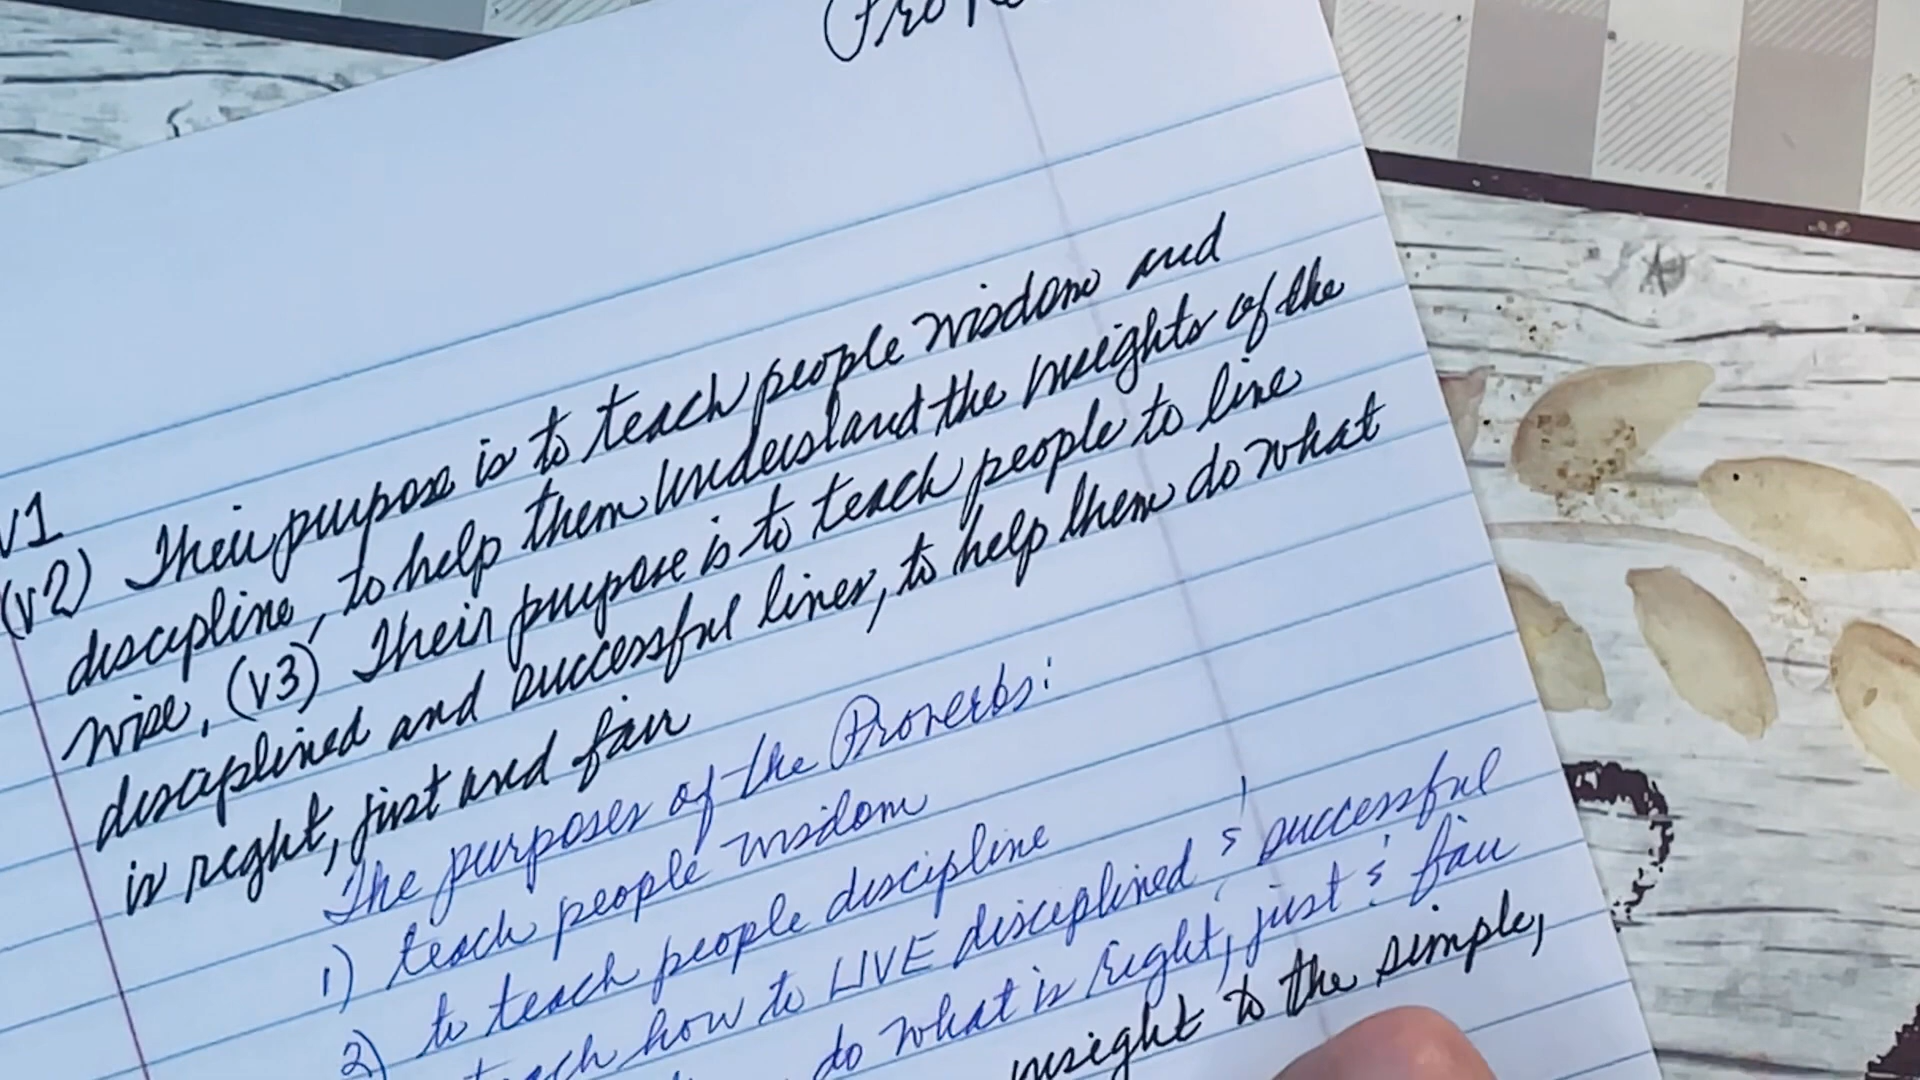 V1
(v2) Their purpose is to teach people wisdom and
discipline, to help them understand the insights of the
wise. (v3) Their purpose is to teach people to live
disciplined and successful lives, to help them do what
is right, just and fair
The purposes of the Proverbs:
1) teach people wisdom
2) to teach people discipline
teach how to LIVE disciplined & successful
do what is right, just & fair
insight to the simple,